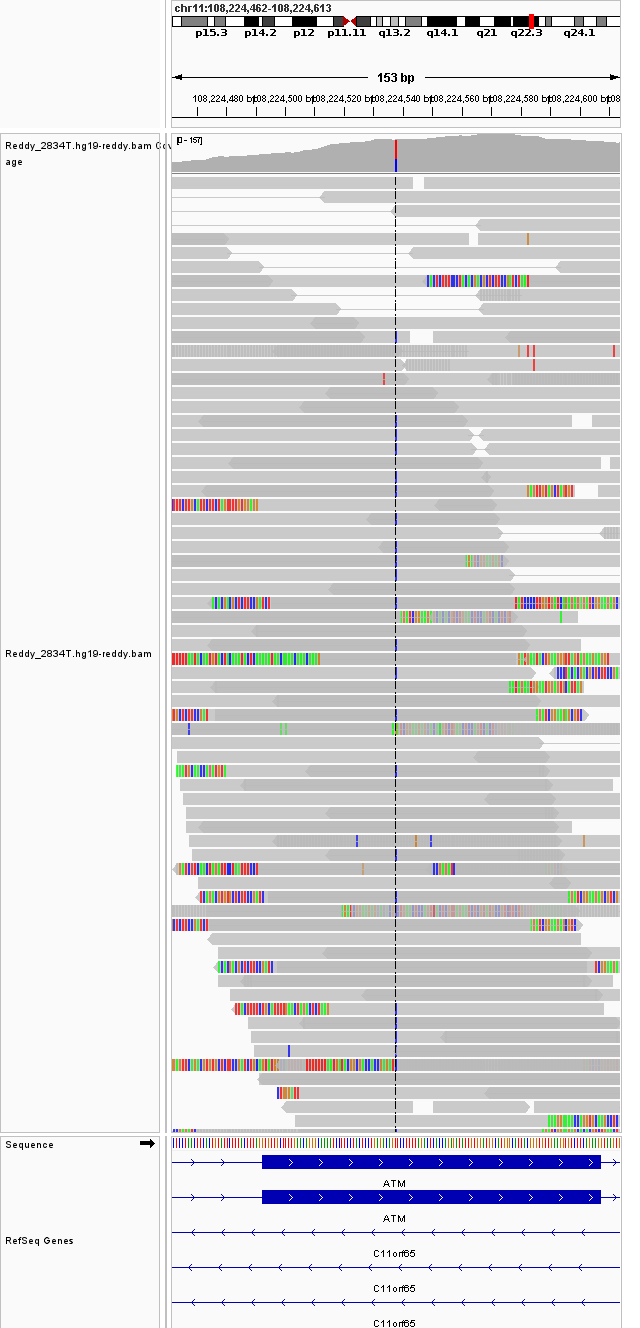 chr11:108,224,462-108,224,613
p15.3 p14.2 p12 p11.11 q13.2 q14.1 q21 q22.3 q24.1
153 bp
108,224,480 bp 108,224,500 bp 108,224,520 bp 108,224,540 bp 108,224,560 bp 108,224,580 bp 108,224,600 bp 108
[0 - 157]
Reddy_2834T.hg19-reddy.bam Cov
age
Reddy_2834T.hg19-reddy.bam
Sequence
ATM
ATM
RefSeq Genes
C11orf65
C11orf65
C11orf65